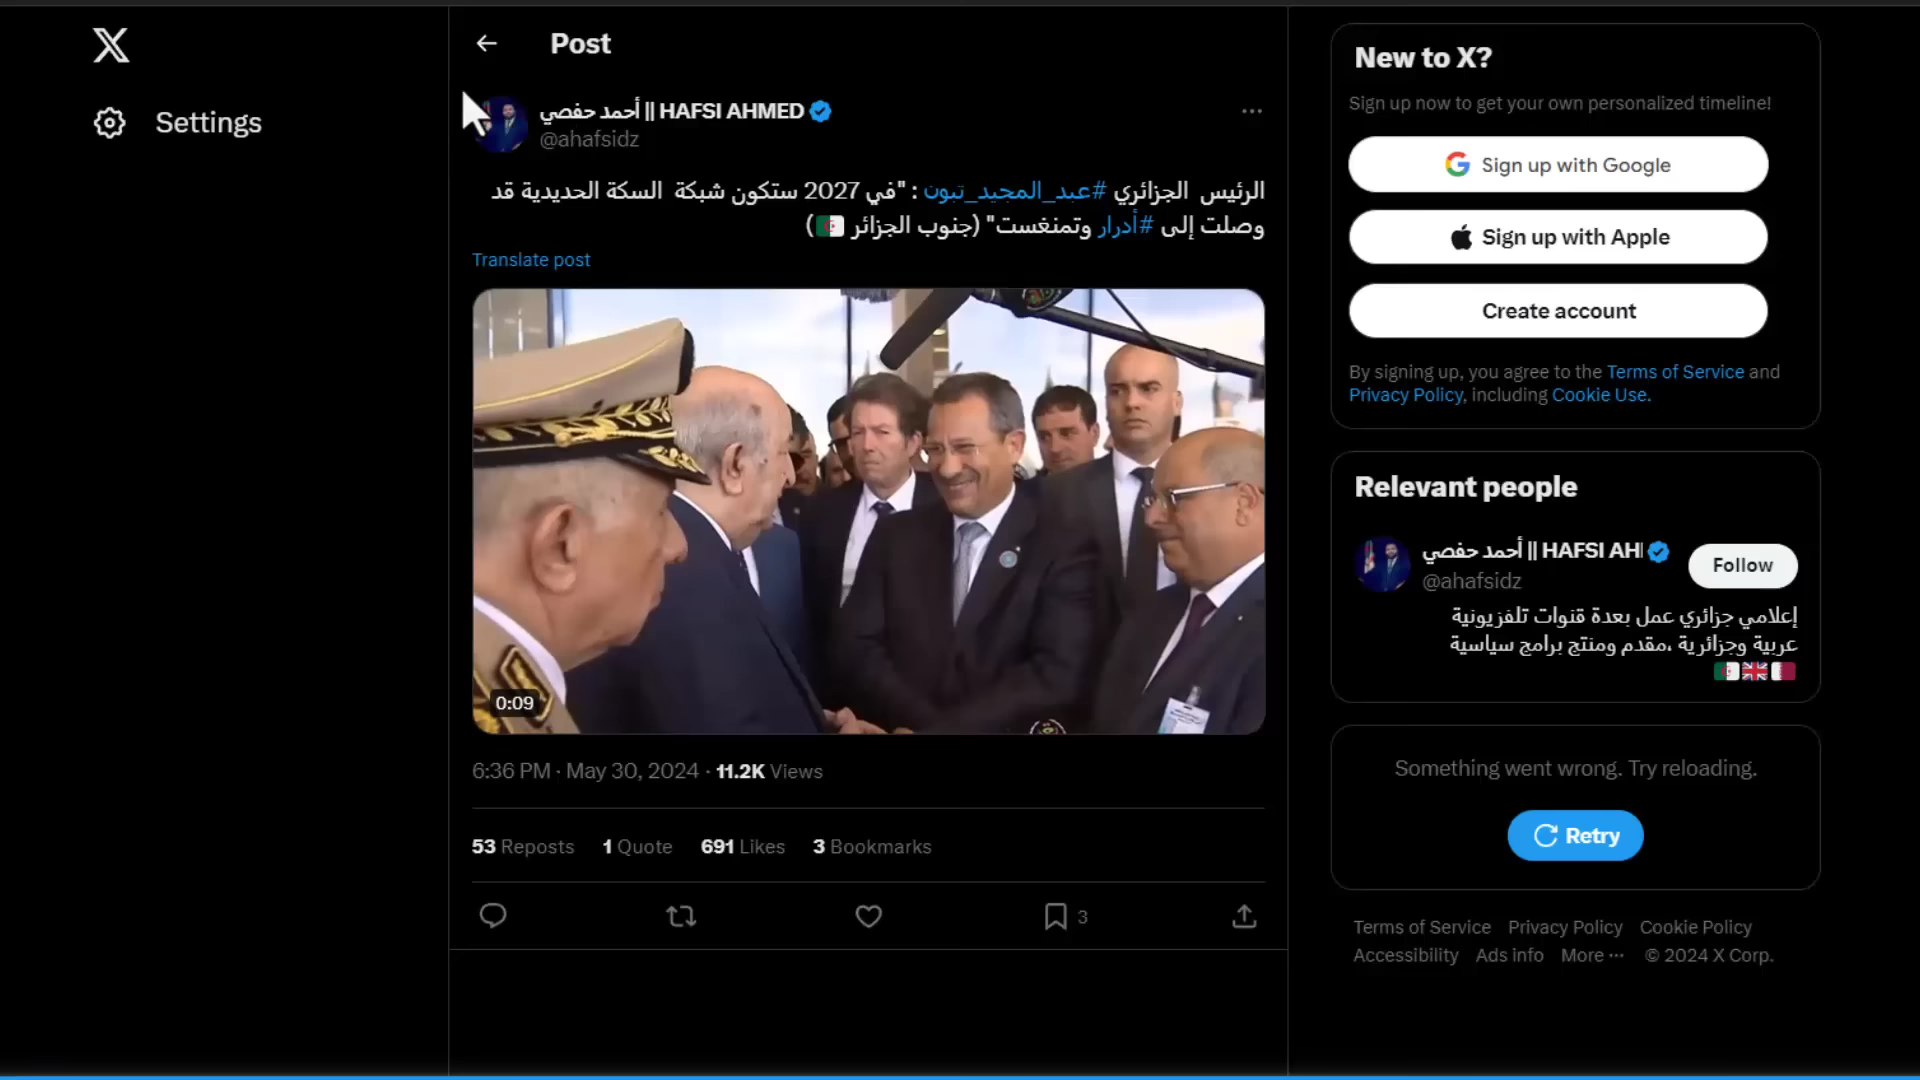 Settings
Post
أحمد حفصي || HAFSI AHMED
@ahafsidz
الرئيس الجزائري #عبد_المجيد_تبون : "في 2027 ستكون شبكة السكة الحديدية قد
وصلت إلى #أدرار وتمنغست" (جنوب الجزائر 🇩🇿)
Translate post
0:09
6:36 PM · May 30, 2024 · 11.2K Views
53 Reposts 1 Quote 691 Likes 3 Bookmarks
3
New to X?
Sign up now to get your own personalized timeline!
Sign up with Google
Sign up with Apple
Create account
By signing up, you agree to the Terms of Service and
Privacy Policy, including Cookie Use.
Relevant people
أحمد حفصي || HAFSI AH
@ahafsidz
Follow
إعلامي جزائري عمل بعدة قنوات تلفزيونية
عربية وجزائرية ،مقدم ومنتج برامج سياسية
🇩🇿🇬🇧🇶🇦
Something went wrong. Try reloading.
Retry
Terms of Service Privacy Policy Cookie Policy
Accessibility Ads info More ··· © 2024 X Corp.